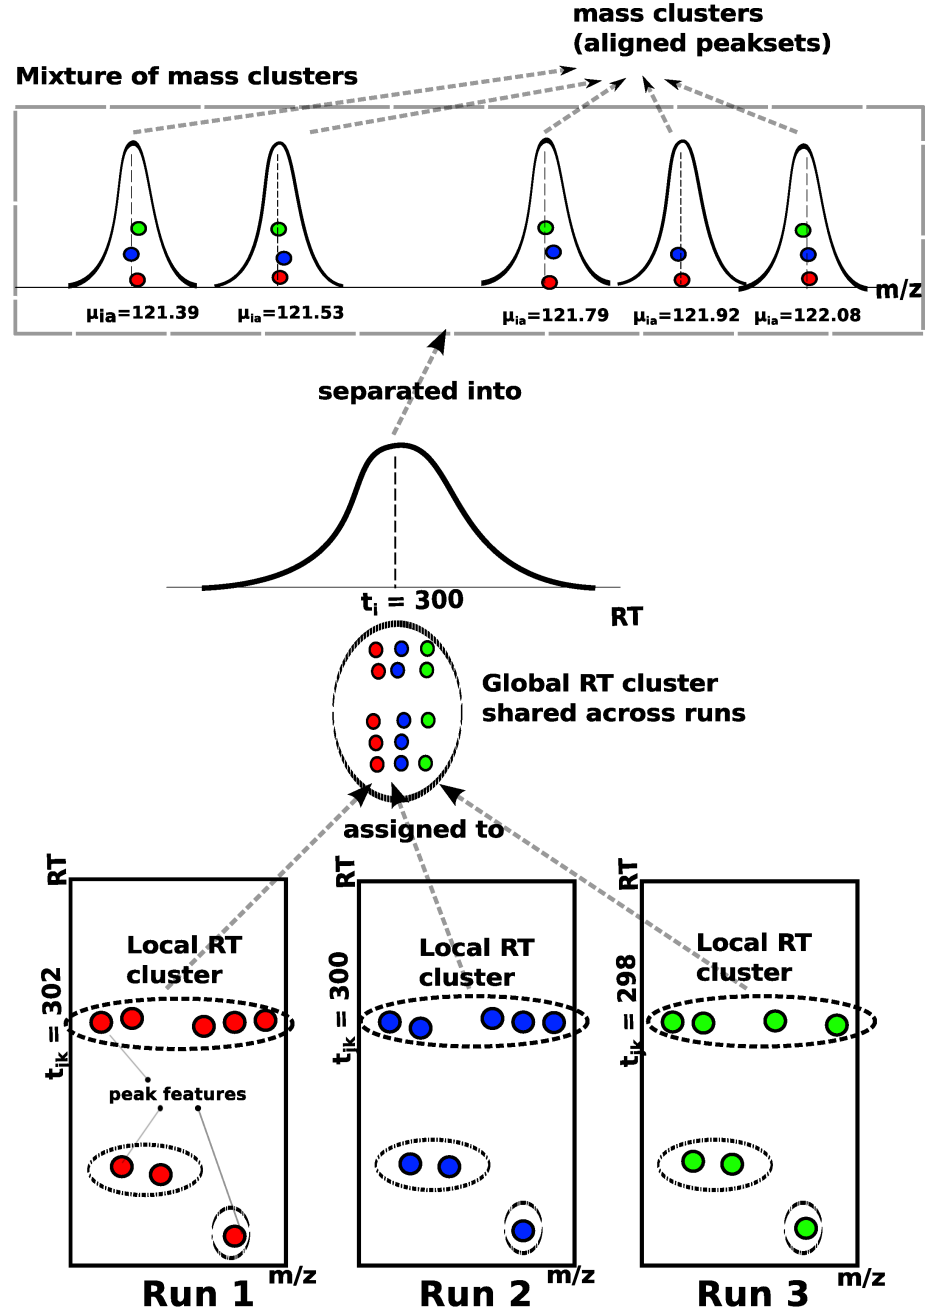 mass clusters
(aligned peaksets)
Mixture of mass clusters
m/z
μia=121.39
μia=121.53
μia=121.79
μia=121.92
μia=122.08
separated into
ti = 300
RT
Global RT cluster
shared across runs
assigned to
RT
RT
RT
Local RT
cluster
Local RT
cluster
Local RT
cluster
tjk = 302
tjk = 300
tjk = 298
peak features
m/z
m/z
m/z
Run 1
Run 2
Run 3